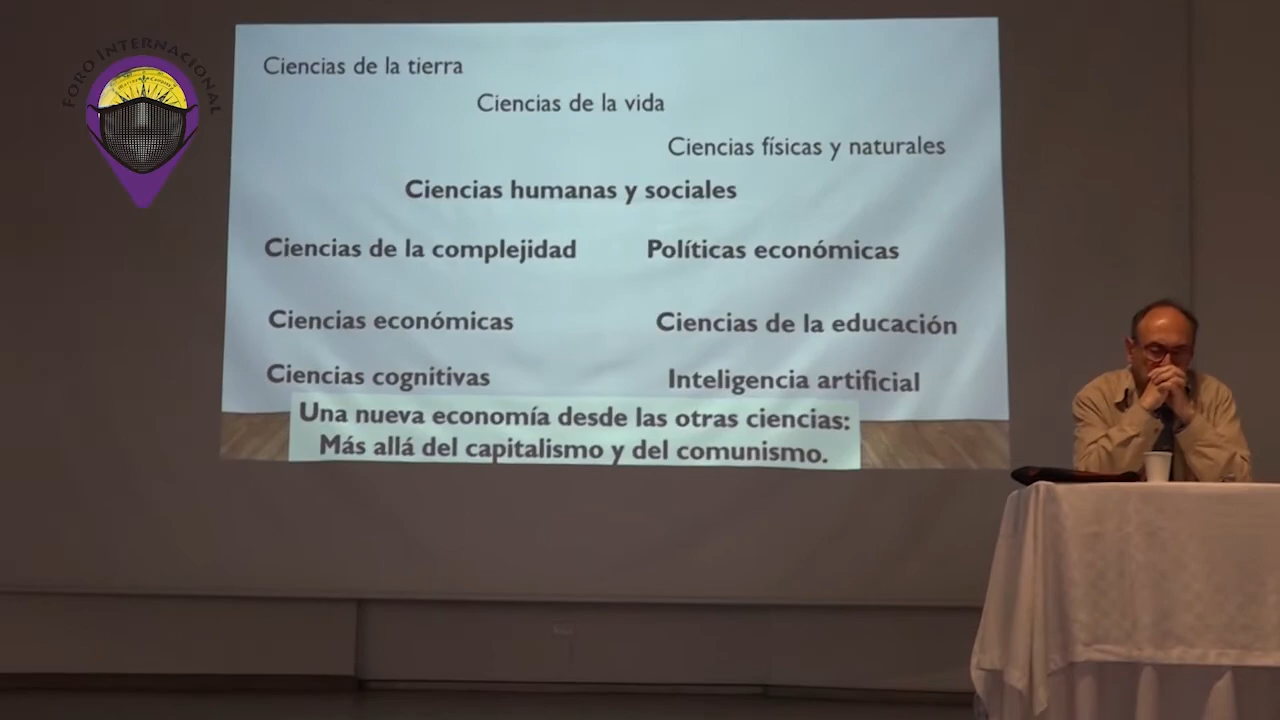 FORO INTERNACIONAL
Ciencias de la tierra
Ciencias de la vida
Ciencias físicas y naturales
Ciencias humanas y sociales
Ciencias de la complejidad
Políticas económicas
Ciencias económicas
Ciencias de la educación
Ciencias cognitivas
Inteligencia artificial
Una nueva economía desde las otras ciencias:
Más allá del capitalismo y del comunismo.